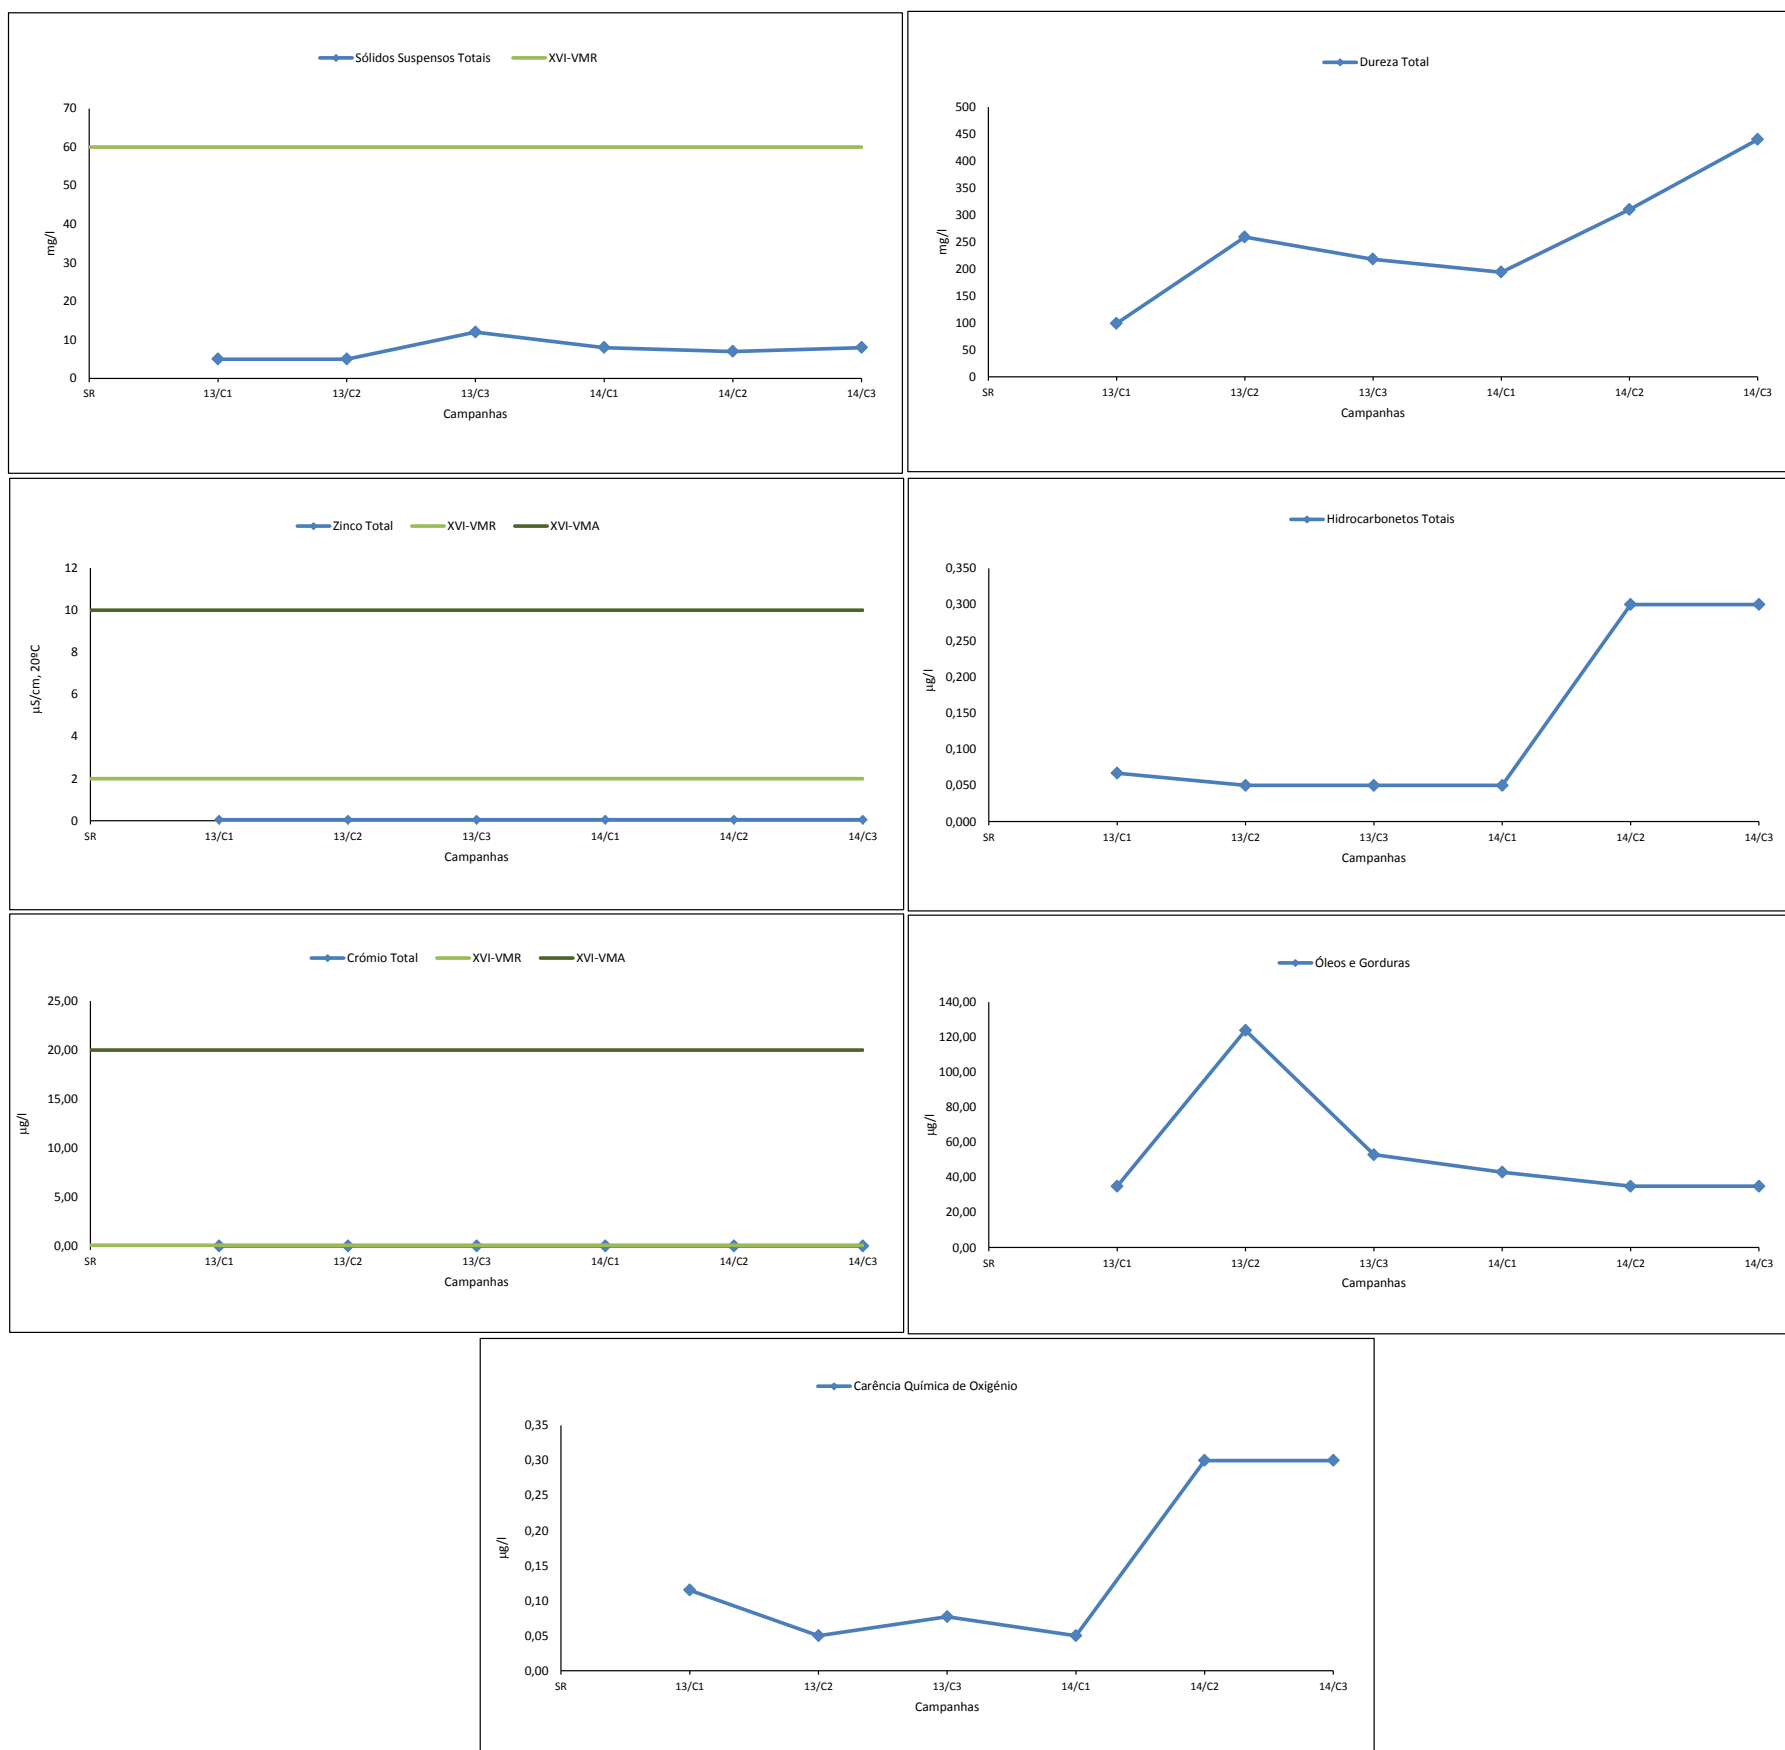 Sólidos Suspensos Totais XVI-VMR
70
60
50
40
30
20
10
0
mg/l
SR 13/C1 13/C2 13/C3 14/C1 14/C2 14/C3
Campanhas
Dureza Total
500
450
400
350
300
250
200
150
100
50
0
mg/l
SR 13/C1 13/C2 13/C3 14/C1 14/C2 14/C3
Campanhas
Zinco Total XVI-VMR XVI-VMA
12
10
8
6
4
2
0
µS/cm, 20ºC
SR 13/C1 13/C2 13/C3 14/C1 14/C2 14/C3
Campanhas
Hidrocarbonetos Totais
0,350
0,300
0,250
0,200
0,150
0,100
0,050
0,000
µg/l
SR 13/C1 13/C2 13/C3 14/C1 14/C2 14/C3
Campanhas
Crómio Total XVI-VMR XVI-VMA
25,00
20,00
15,00
10,00
5,00
0,00
µg/l
SR 13/C1 13/C2 13/C3 14/C1 14/C2 14/C3
Campanhas
Óleos e Gorduras
140,00
120,00
100,00
80,00
60,00
40,00
20,00
0,00
µg/l
SR 13/C1 13/C2 13/C3 14/C1 14/C2 14/C3
Campanhas
Carência Química de Oxigénio
0,35
0,30
0,25
0,20
0,15
0,10
0,05
0,00
µg/l
SR 13/C1 13/C2 13/C3 14/C1 14/C2 14/C3
Campanhas